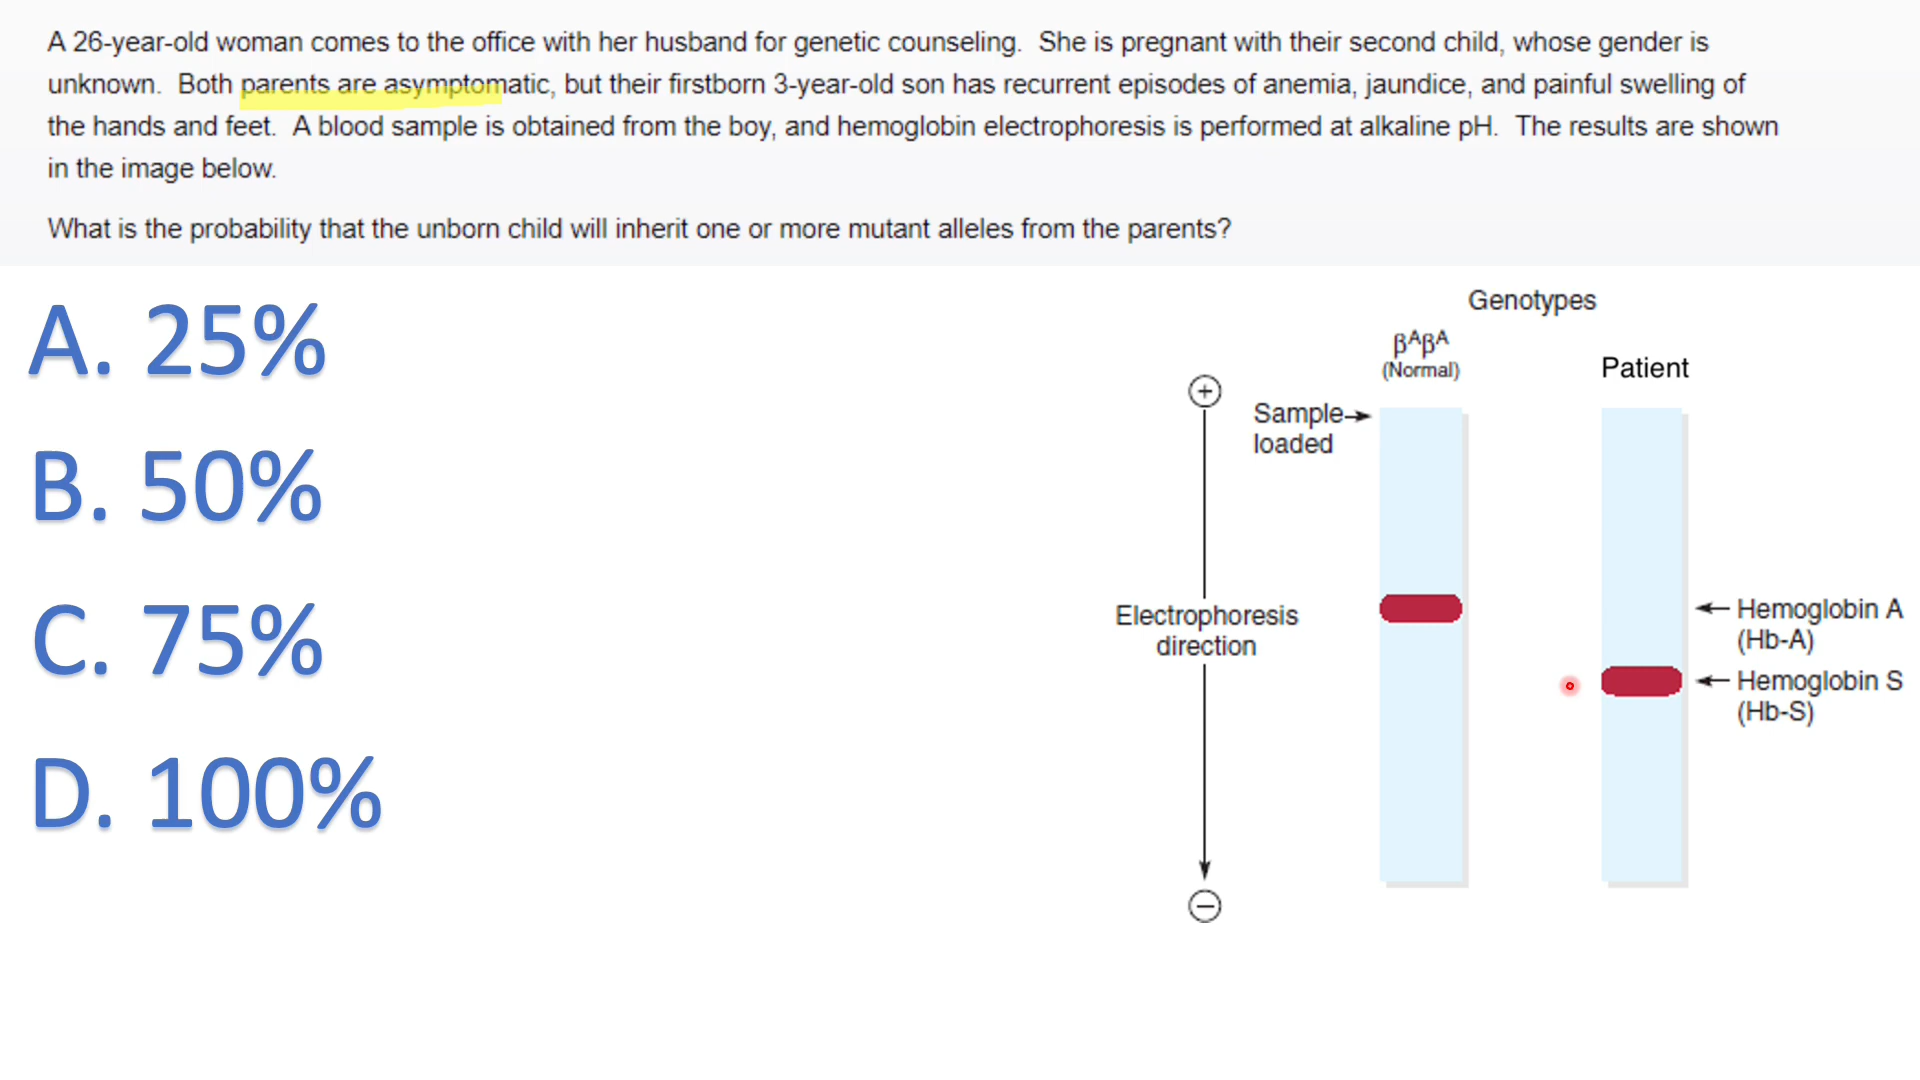 A 26-year-old woman comes to the office with her husband for genetic counseling. She is pregnant with their second child, whose gender is
unknown. Both parents are asymptomatic, but their firstborn 3-year-old son has recurrent episodes of anemia, jaundice, and painful swelling of
the hands and feet. A blood sample is obtained from the boy, and hemoglobin electrophoresis is performed at alkaline pH. The results are shown
in the image below.
What is the probability that the unborn child will inherit one or more mutant alleles from the parents?
A. 25%
B. 50%
C. 75%
D. 100%
Genotypes
βᴬβᴬ
(Normal)
Patient
+
Sample
loaded
Electrophoresis
direction
Hemoglobin A
(Hb-A)
Hemoglobin S
(Hb-S)
−